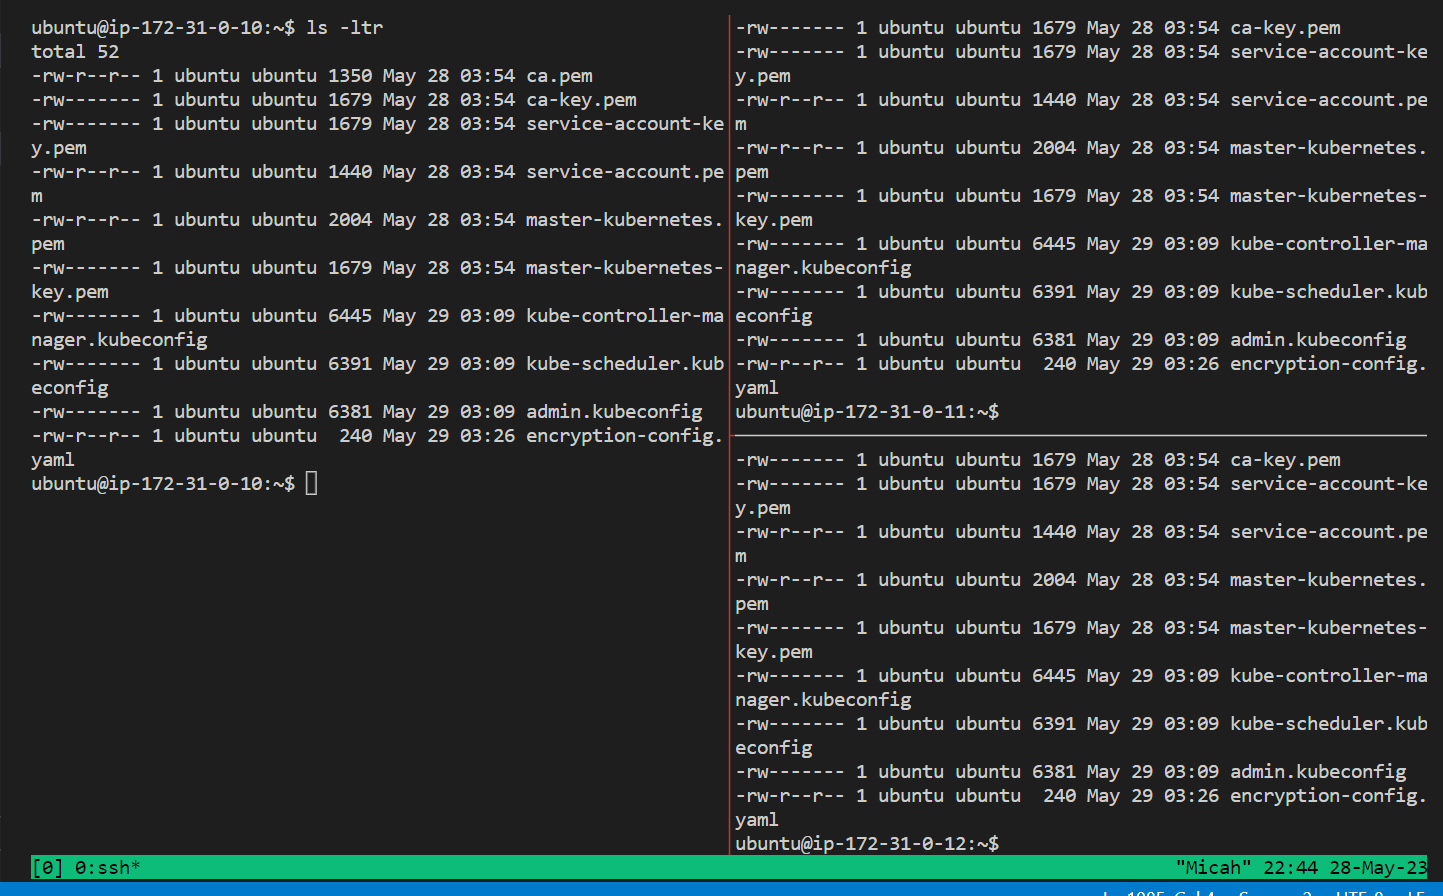 ubuntu@ip-172-31-0-10:~$ ls -ltr
total 52
-rw-r--r-- 1 ubuntu ubuntu 1350 May 28 03:54 ca.pem
-rw------- 1 ubuntu ubuntu 1679 May 28 03:54 ca-key.pem
-rw------- 1 ubuntu ubuntu 1679 May 28 03:54 service-account-ke
y.pem
-rw-r--r-- 1 ubuntu ubuntu 1440 May 28 03:54 service-account.pe
m
-rw-r--r-- 1 ubuntu ubuntu 2004 May 28 03:54 master-kubernetes.
pem
-rw------- 1 ubuntu ubuntu 1679 May 28 03:54 master-kubernetes-
key.pem
-rw------- 1 ubuntu ubuntu 6445 May 29 03:09 kube-controller-ma
nager.kubeconfig
-rw------- 1 ubuntu ubuntu 6391 May 29 03:09 kube-scheduler.kub
econfig
-rw------- 1 ubuntu ubuntu 6381 May 29 03:09 admin.kubeconfig
-rw-r--r-- 1 ubuntu ubuntu  240 May 29 03:26 encryption-config.
yaml
ubuntu@ip-172-31-0-10:~$
-rw------- 1 ubuntu ubuntu 1679 May 28 03:54 ca-key.pem
-rw------- 1 ubuntu ubuntu 1679 May 28 03:54 service-account-ke
y.pem
-rw-r--r-- 1 ubuntu ubuntu 1440 May 28 03:54 service-account.pe
m
-rw-r--r-- 1 ubuntu ubuntu 2004 May 28 03:54 master-kubernetes.
pem
-rw------- 1 ubuntu ubuntu 1679 May 28 03:54 master-kubernetes-
key.pem
-rw------- 1 ubuntu ubuntu 6445 May 29 03:09 kube-controller-ma
nager.kubeconfig
-rw------- 1 ubuntu ubuntu 6391 May 29 03:09 kube-scheduler.kub
econfig
-rw------- 1 ubuntu ubuntu 6381 May 29 03:09 admin.kubeconfig
-rw-r--r-- 1 ubuntu ubuntu  240 May 29 03:26 encryption-config.
yaml
ubuntu@ip-172-31-0-11:~$
-rw------- 1 ubuntu ubuntu 1679 May 28 03:54 ca-key.pem
-rw------- 1 ubuntu ubuntu 1679 May 28 03:54 service-account-ke
y.pem
-rw-r--r-- 1 ubuntu ubuntu 1440 May 28 03:54 service-account.pe
m
-rw-r--r-- 1 ubuntu ubuntu 2004 May 28 03:54 master-kubernetes.
pem
-rw------- 1 ubuntu ubuntu 1679 May 28 03:54 master-kubernetes-
key.pem
-rw------- 1 ubuntu ubuntu 6445 May 29 03:09 kube-controller-ma
nager.kubeconfig
-rw------- 1 ubuntu ubuntu 6391 May 29 03:09 kube-scheduler.kub
econfig
-rw------- 1 ubuntu ubuntu 6381 May 29 03:09 admin.kubeconfig
-rw-r--r-- 1 ubuntu ubuntu  240 May 29 03:26 encryption-config.
yaml
ubuntu@ip-172-31-0-12:~$
[0] 0:ssh* "Micah" 22:44 28-May-23